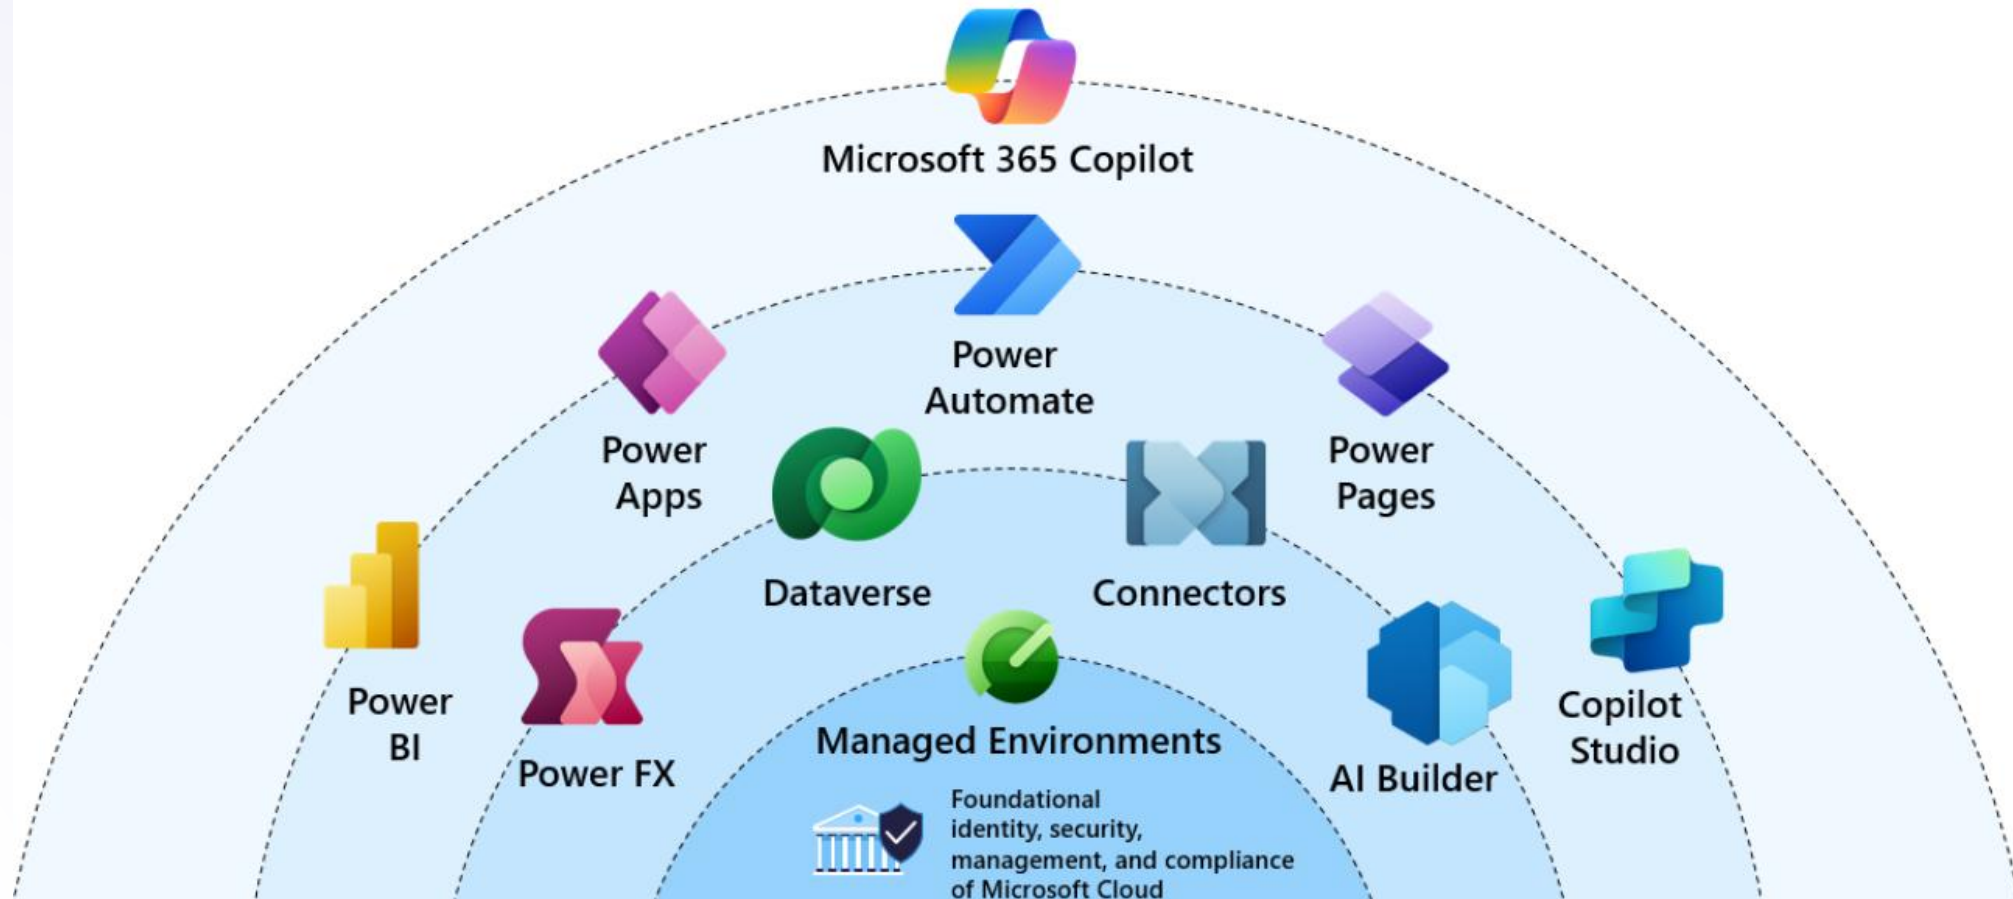 Microsoft 365 Copilot
Power
Automate
Power
Apps
Power
Pages
Dataverse
Connectors
Power
BI
Power FX
Managed Environments
AI Builder
Copilot
Studio
Foundational
identity, security,
management, and compliance
of Microsoft Cloud